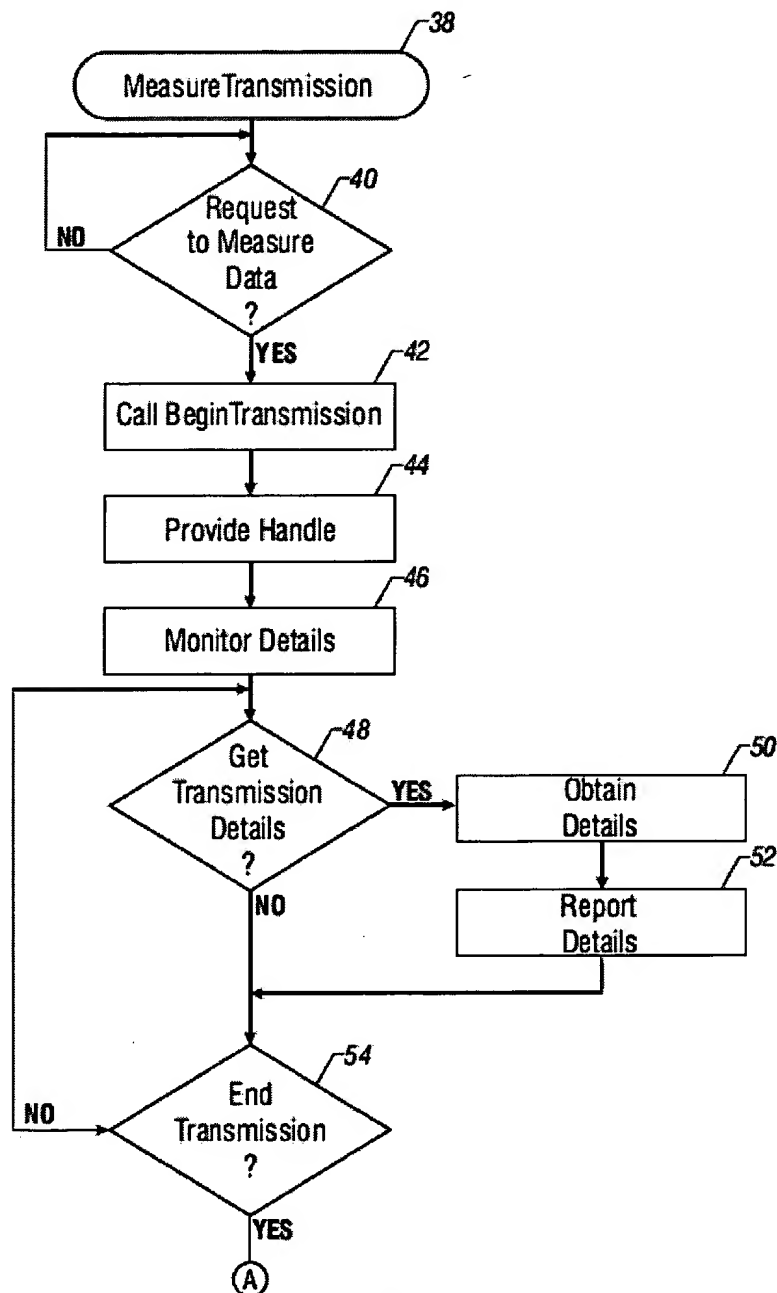 38
MeasureTransmission
40
Request
to Measure
Data
?
NO
YES
42
Call BeginTransmission
44
Provide Handle
46
Monitor Details
48
Get
Transmission
Details
?
YES
NO
50
Obtain
Details
52
Report
Details
54
End
Transmission
?
NO
YES
A